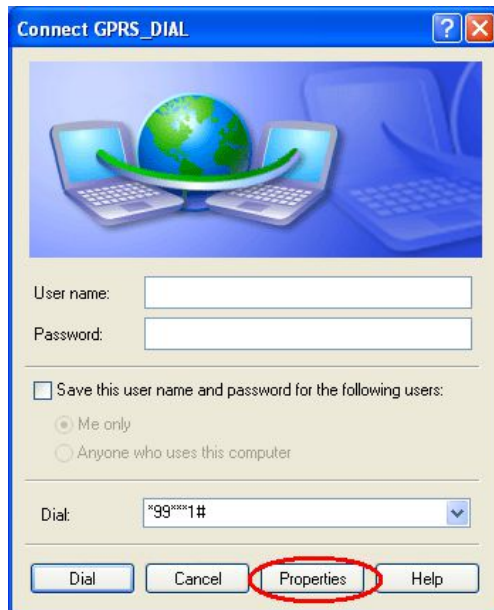 Connect GPRS_DIAL
User name:
Password:
Save this user name and password for the following users:
Me only
Anyone who uses this computer
Dial: *99***1#
Dial Cancel Properties Help